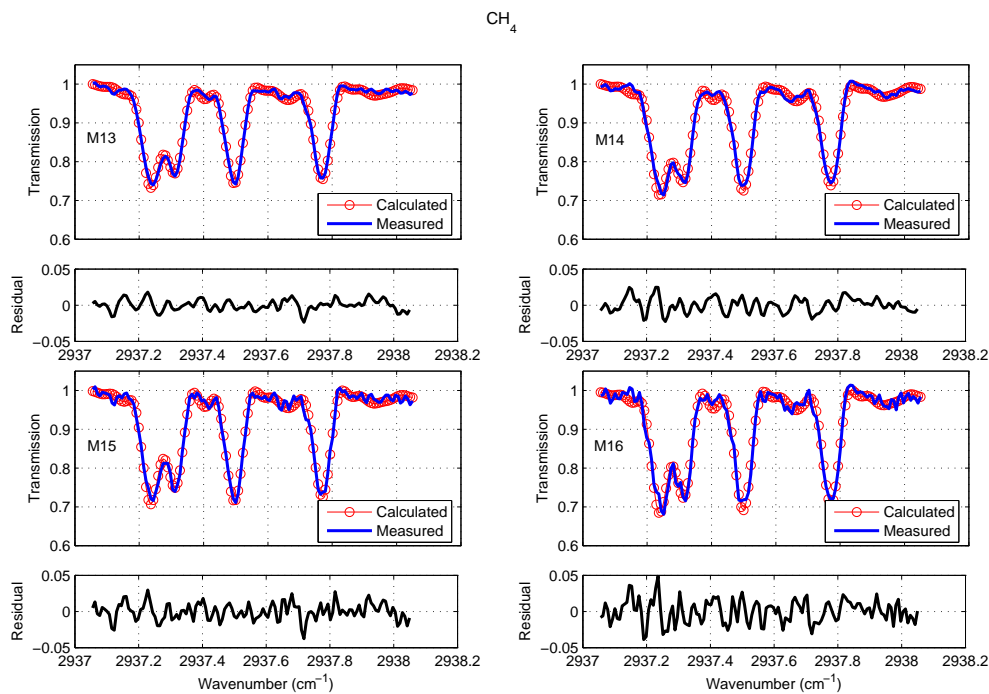 CH4
1
0.9
0.8
0.7
0.6
Transmission
M13
Calculated
Measured
1
0.9
0.8
0.7
0.6
Transmission
M14
Calculated
Measured
0.05
0
−0.05
Residual
2937 2937.2 2937.4 2937.6 2937.8 2938 2938.2
0.05
0
−0.05
Residual
2937 2937.2 2937.4 2937.6 2937.8 2938 2938.2
1
0.9
0.8
0.7
0.6
Transmission
M15
Calculated
Measured
1
0.9
0.8
0.7
0.6
Transmission
M16
Calculated
Measured
0.05
0
−0.05
Residual
2937 2937.2 2937.4 2937.6 2937.8 2938 2938.2
Wavenumber (cm−1)
0.05
0
−0.05
Residual
2937 2937.2 2937.4 2937.6 2937.8 2938 2938.2
Wavenumber (cm−1)